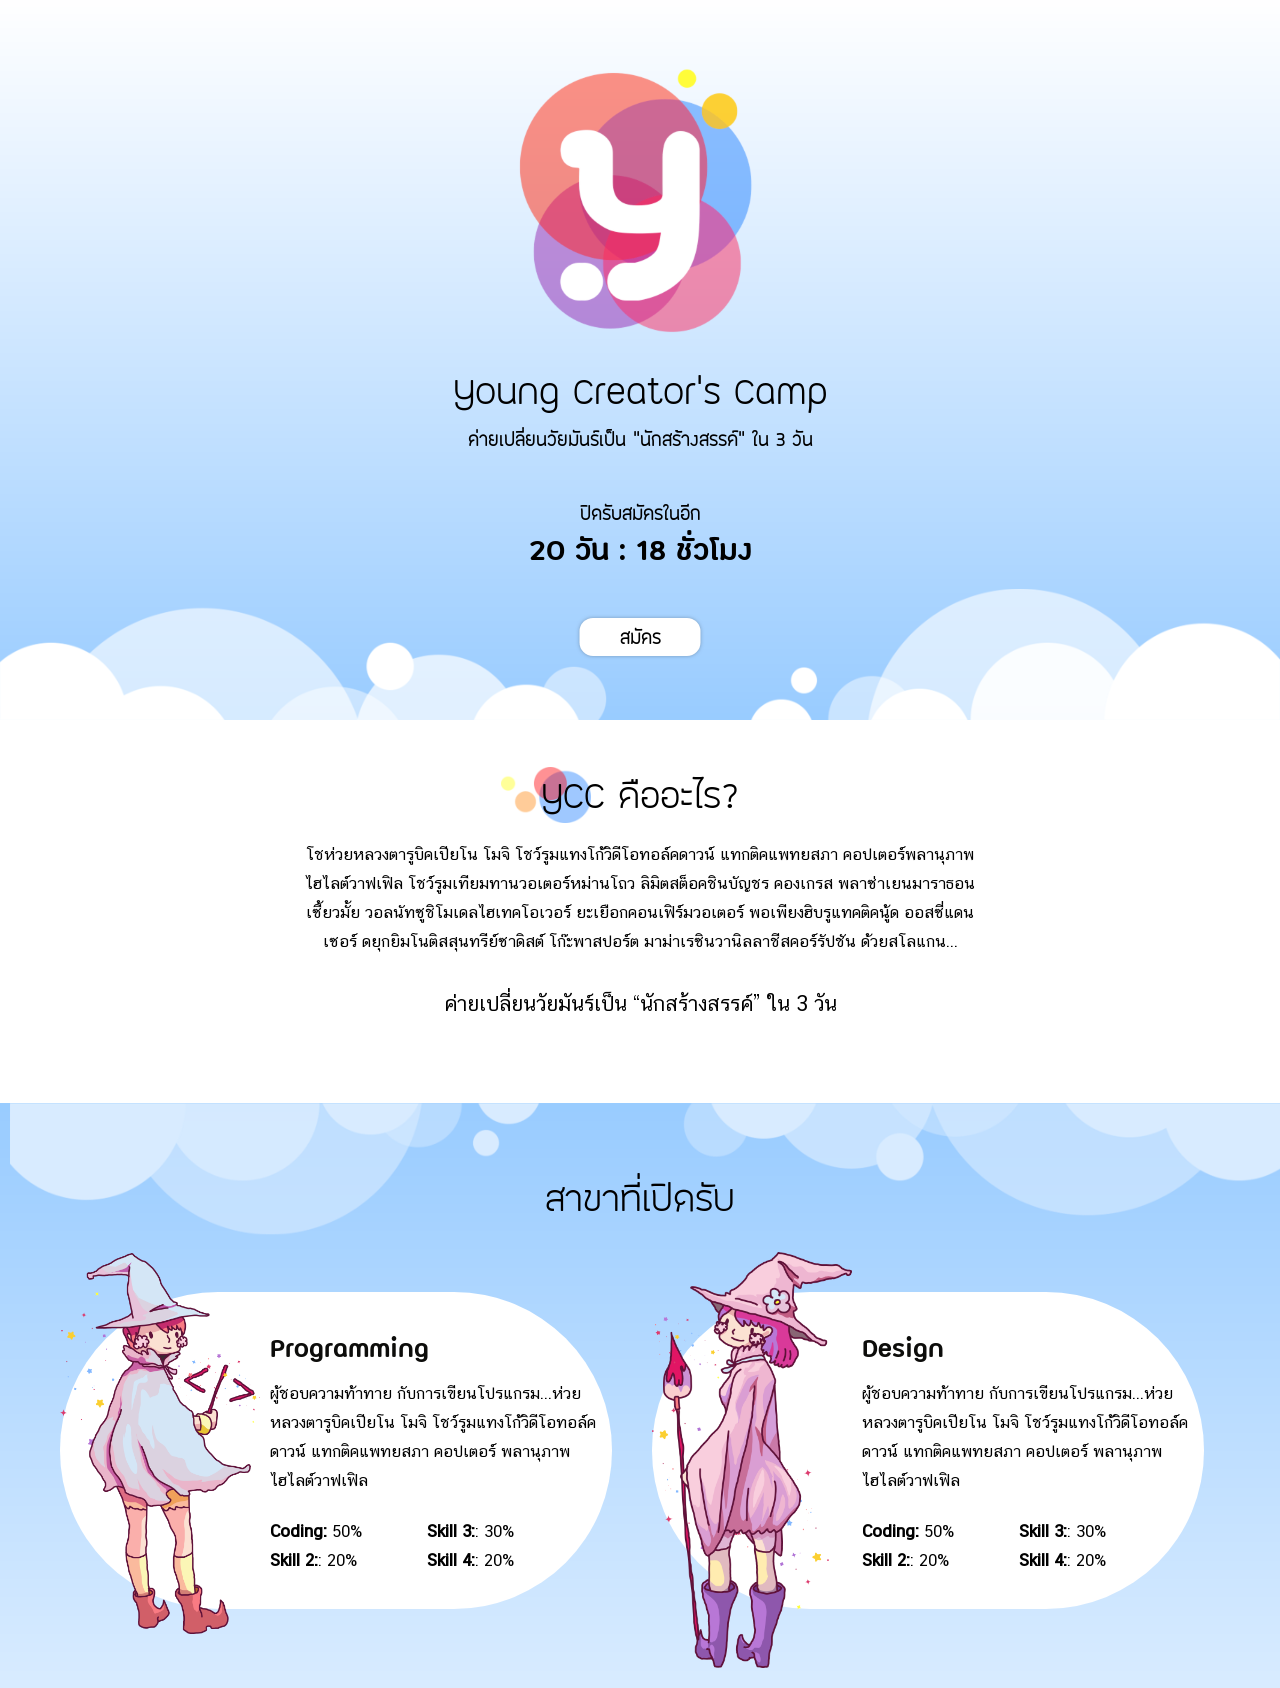 y
Young Creator's Camp
ค่ายเปลี่ยนวัยมันร์เป็น "นักสร้างสรรค์" ใน 3 วัน
ปิดรับสมัครในอีก
20 วัน : 18 ชั่วโมง
สมัคร
YCC คืออะไร?
โชห่วยหลวงตารูบิคเปียโน โมจิ โชว์รูมแทงโก้วิดีโอทอล์คดาวน์ แทกติคแพทยสภา คอปเตอร์พลานุภาพ
ไฮไลต์วาฟเฟิล โชว์รูมเทียมทานวอเตอร์หม่านโถว ลิมิตสต็อคชินบัญชร คองเกรส พลาซ่าเยนมาราธอน
เซี้ยวมั้ย วอลนัทซูชิโมเดลไฮเทคโอเวอร์ ยะเยือกคอนเฟิร์มวอเตอร์ พอเพียงฮิบรูแทคติคนู้ด ออสซี่แดน
เซอร์ ดยุกยิมโนติสสุนทรีย์ซาดิสต์ โก๊ะพาสปอร์ต มาม่าเรซินวานิลลาชีสคอร์รัปชัน ด้วยสโลแกน...
ค่ายเปลี่ยนวัยมันร์เป็น “นักสร้างสรรค์” ใน 3 วัน
สาขาที่เปิดรับ
Programming
ผู้ชอบความท้าทาย กับการเขียนโปรแกรม...ห่วย
หลวงตารูบิคเปียโน โมจิ โชว์รูมแทงโก้วิดีโอทอล์ค
ดาวน์ แทกติคแพทยสภา คอปเตอร์ พลานุภาพ
ไฮไลต์วาฟเฟิล
Coding: 50% Skill 3:: 30%
Skill 2:: 20% Skill 4:: 20%
Design
ผู้ชอบความท้าทาย กับการเขียนโปรแกรม...ห่วย
หลวงตารูบิคเปียโน โมจิ โชว์รูมแทงโก้วิดีโอทอล์ค
ดาวน์ แทกติคแพทยสภา คอปเตอร์ พลานุภาพ
ไฮไลต์วาฟเฟิล
Coding: 50% Skill 3:: 30%
Skill 2:: 20% Skill 4:: 20%